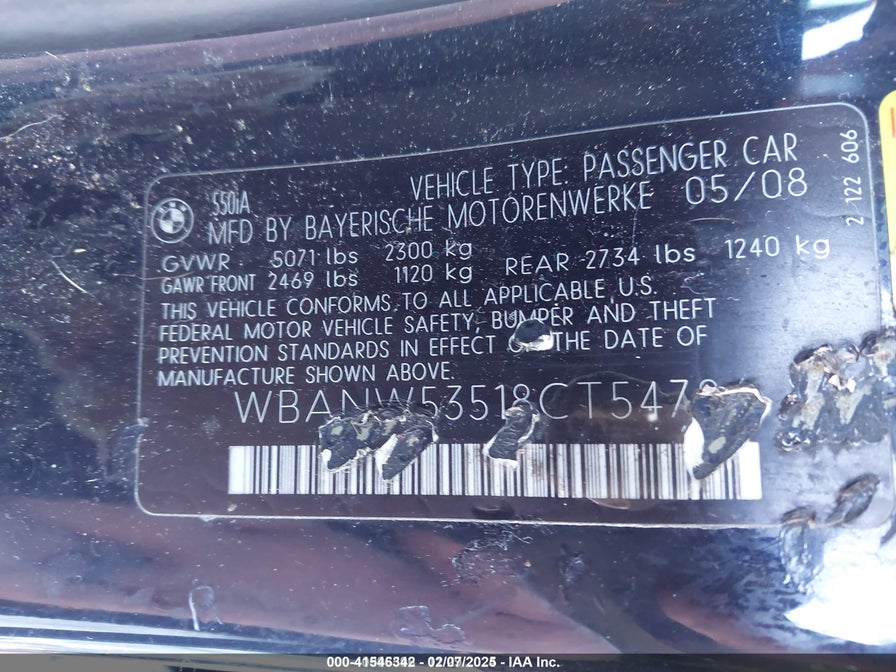 550iA
VEHICLE TYPE: PASSENGER CAR
MFD BY BAYERISCHE MOTORENWERKE 05/08
GVWR 5071 lbs 2300 kg
GAWR FRONT 2469 lbs 1120 kg REAR 2734 lbs 1240 kg
THIS VEHICLE CONFORMS TO ALL APPLICABLE U.S.
FEDERAL MOTOR VEHICLE SAFETY, BUMPER AND THEFT
PREVENTION STANDARDS IN EFFECT ON THE DATE OF
MANUFACTURE SHOWN ABOVE.
2 122 606
000-41546342 - 02/07/2025 - IAA Inc.